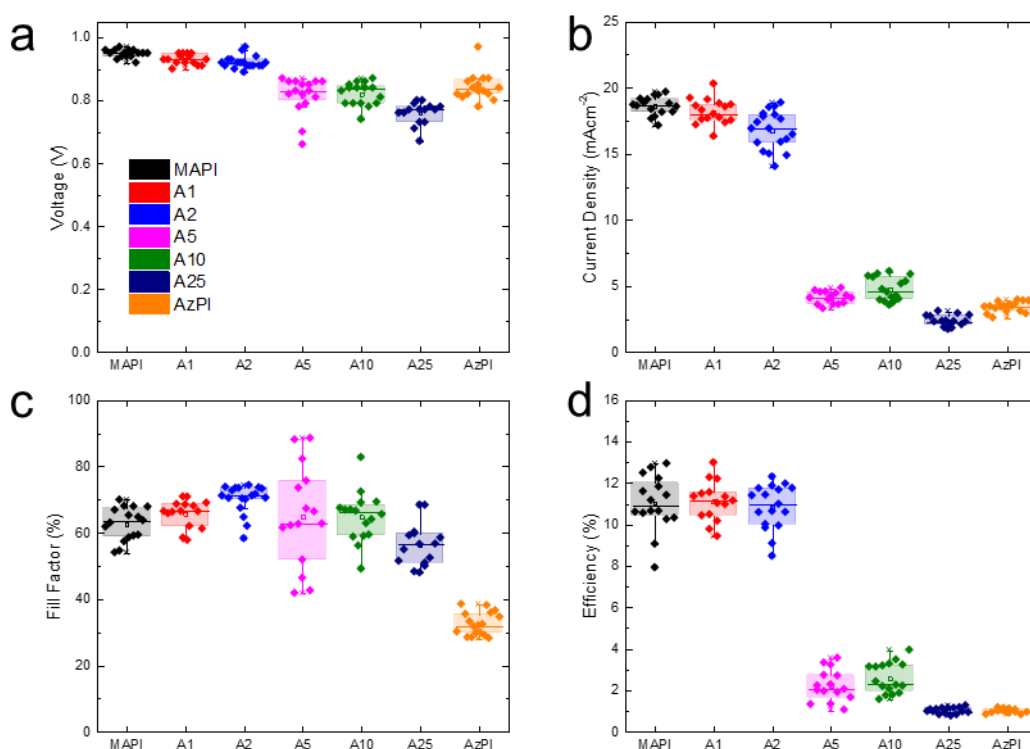 a
1.0
0.8
0.6
0.4
0.2
0.0
Voltage (V)
MAPI
A1
A2
A5
A10
A25
AzPI
MAPI A1 A2 A5 A10 A25 AzPI
b
25
20
15
10
5
0
Current Density (mAcm⁻²)
MAPI A1 A2 A5 A10 A25 AzPI
c
100
80
60
40
20
0
Fill Factor (%)
MAPI A1 A2 A5 A10 A25 AzPI
d
16
14
12
10
8
6
4
2
0
Efficiency (%)
MAPI A1 A2 A5 A10 A25 AzPI